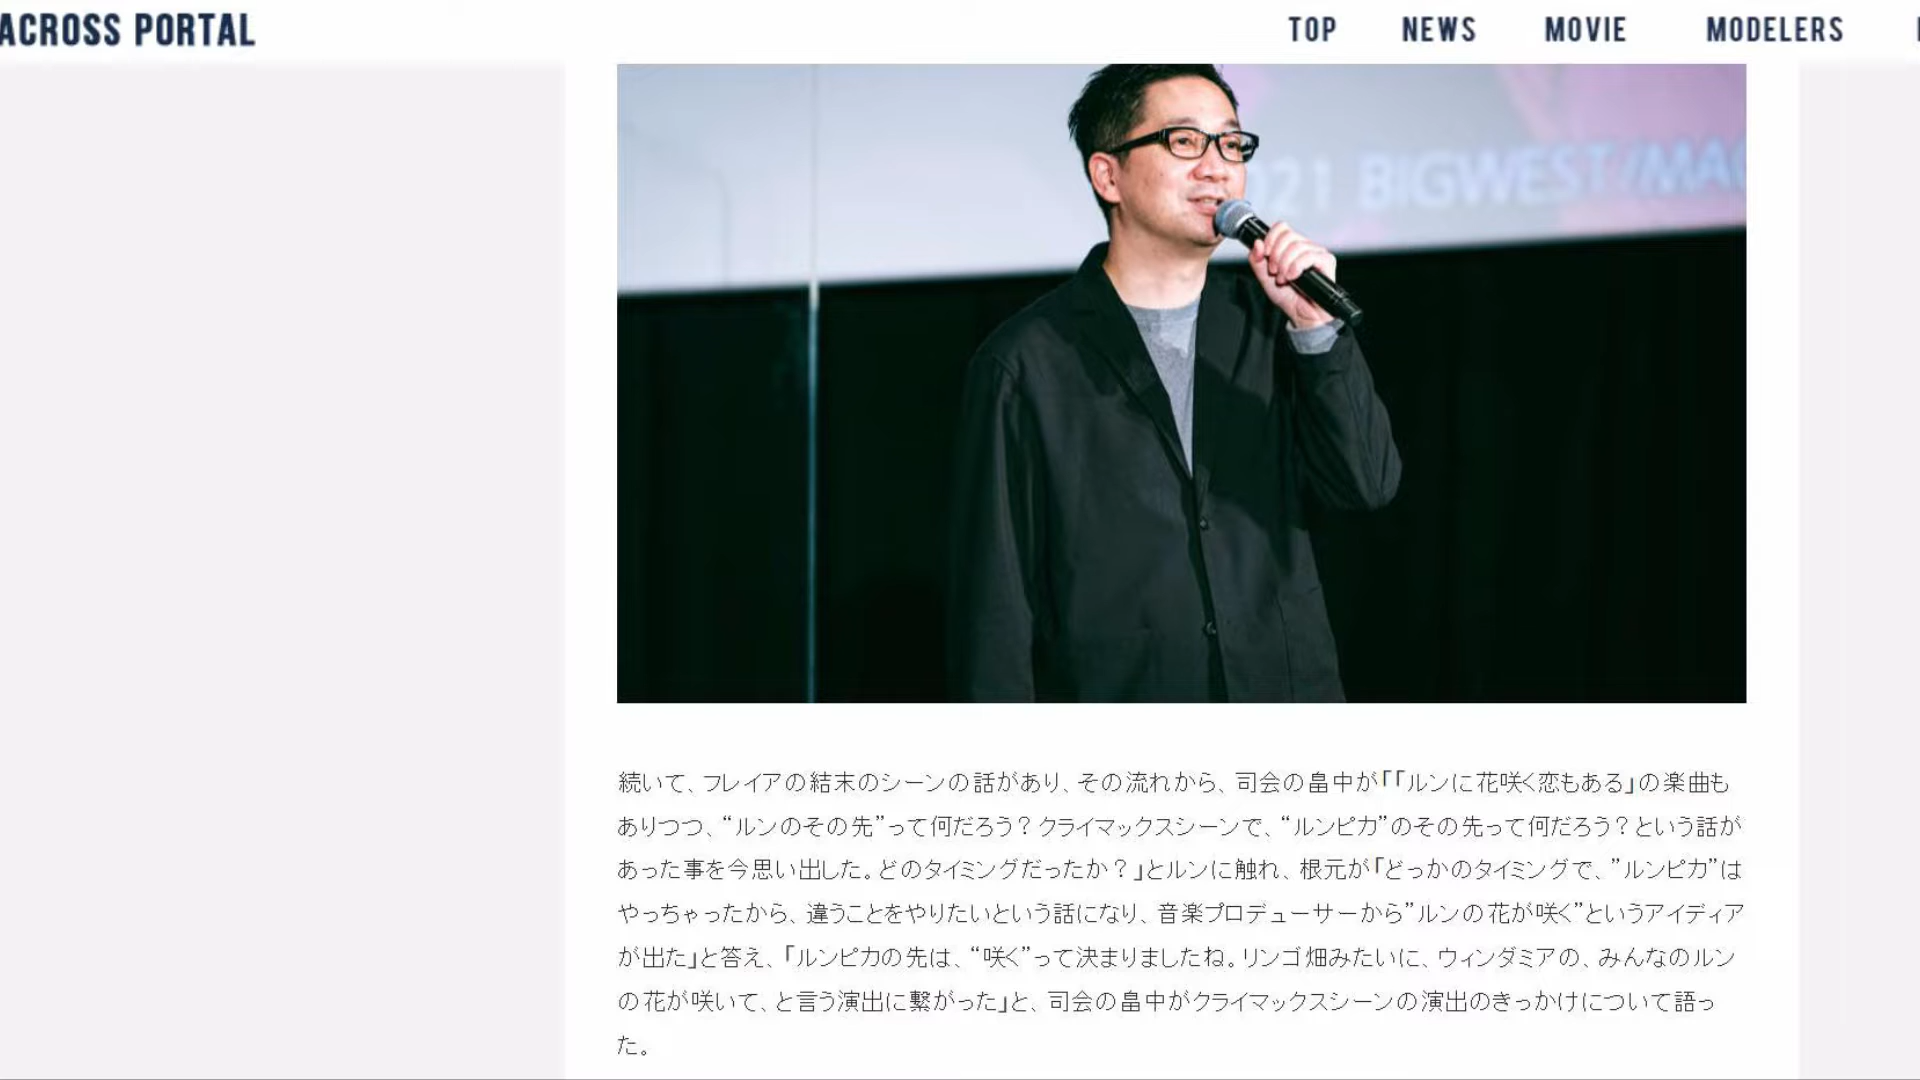 ACROSS PORTAL
TOP NEWS MOVIE MODELERS
021 BIGWEST/MAC
続いて、フレイアの結末のシーンの話があり、その流れから、司会の畠中が「「ルンに花咲く恋もある」の楽曲も
ありつつ、“ルンのその先”って何だろう？クライマックスシーンで、“ルンピカ”のその先って何だろう？という話が
あった事を今思い出した。どのタイミングだったか？」とルンに触れ、根元が「どっかのタイミングで、”ルンピカ”は
やっちゃったから、違うことをやりたいという話になり、音楽プロデューサーから”ルンの花が咲く”というアイディア
が出た」と答え、「ルンピカの先は、“咲く”って決まりましたね。リンゴ畑みたいに、ウィンダミアの、みんなのルン
の花が咲いて、と言う演出に繋がった」と、司会の畠中がクライマックスシーンの演出のきっかけについて語っ
た。